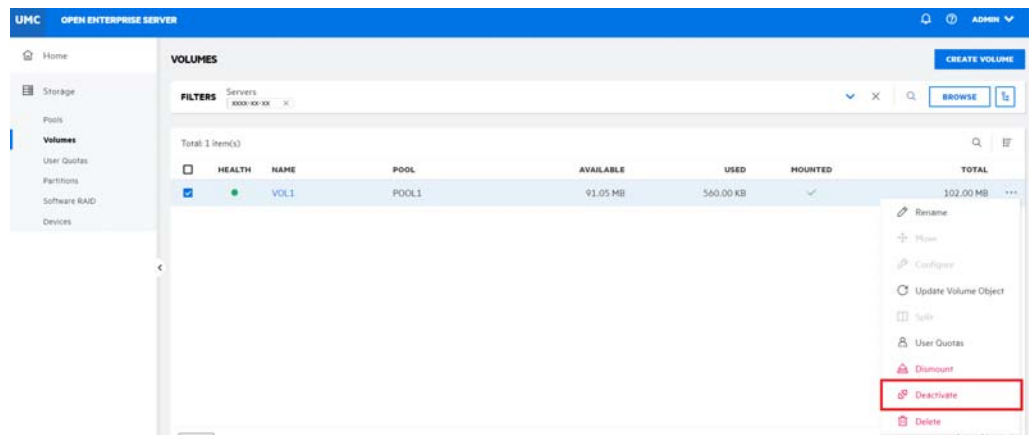 UMC OPEN ENTERPRISE SERVER ADMIN
Home
Storage
Pools
Volumes
User Quotas
Partitions
Software RAID
Devices
VOLUMES CREATE VOLUME
FILTERS Servers
xxxx-xx-xx BROWSE
Total: 1 item(s)
HEALTH NAME POOL AVAILABLE USED MOUNTED TOTAL
VOL1 POOL1 91.05 MB 560.00 KB 102.00 MB
Rename
Move
Configure
Update Volume Object
Split
User Quotas
Dismount
Deactivate
Delete